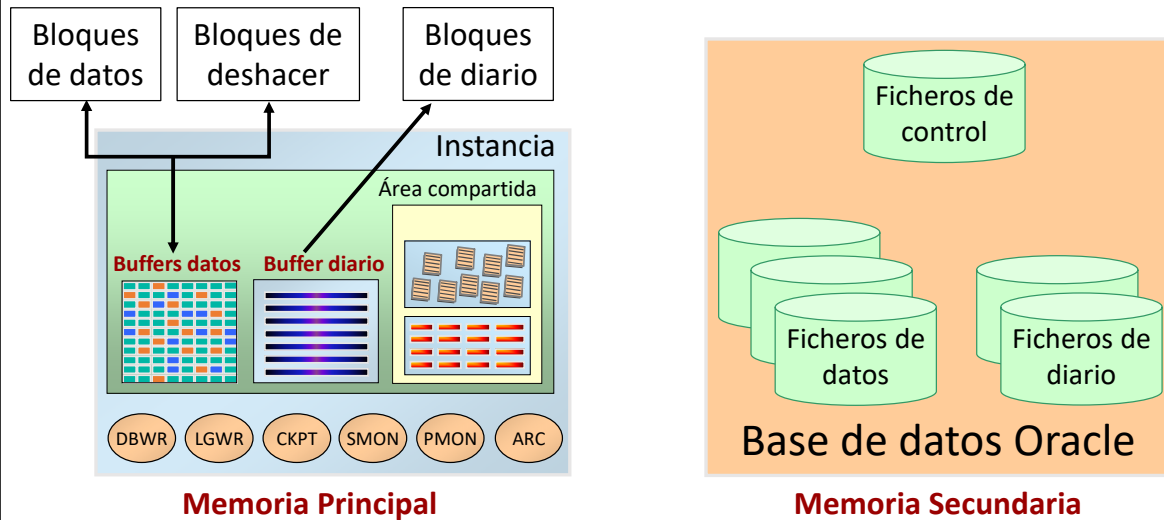 Bloques
de datos
Bloques de
deshacer
Bloques
de diario
Instancia
Área compartida
Buffers datos
Buffer diario
DBWR
LGWR
CKPT
SMON
PMON
ARC
Memoria Principal
Ficheros de
control
Ficheros de
datos
Ficheros de
diario
Base de datos Oracle
Memoria Secundaria